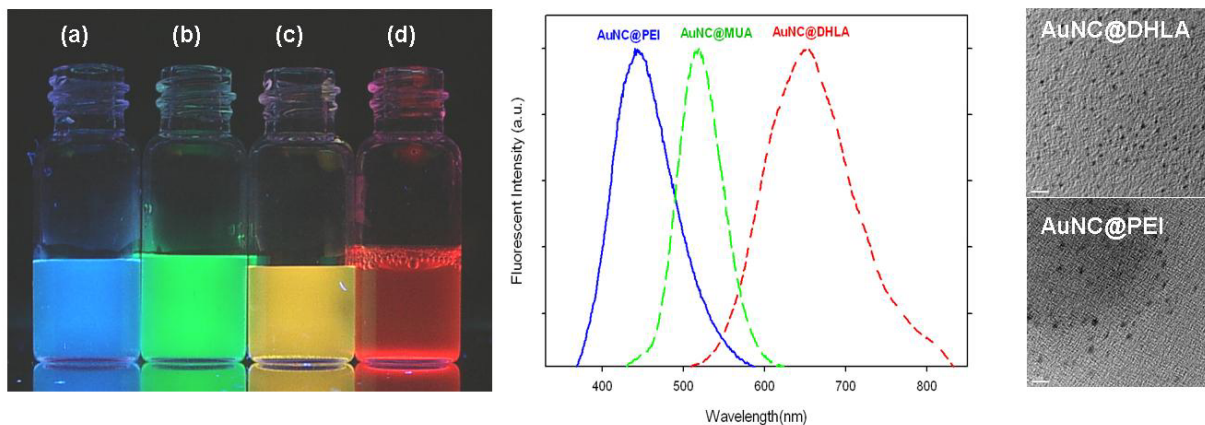 (a) (b) (c) (d)
AuNC@PEI AuNC@MUA AuNC@DHLA
Fluorescent Intensity (a.u.)
400 500 600 700 800
Wavelength(nm)
AuNC@DHLA
AuNC@PEI